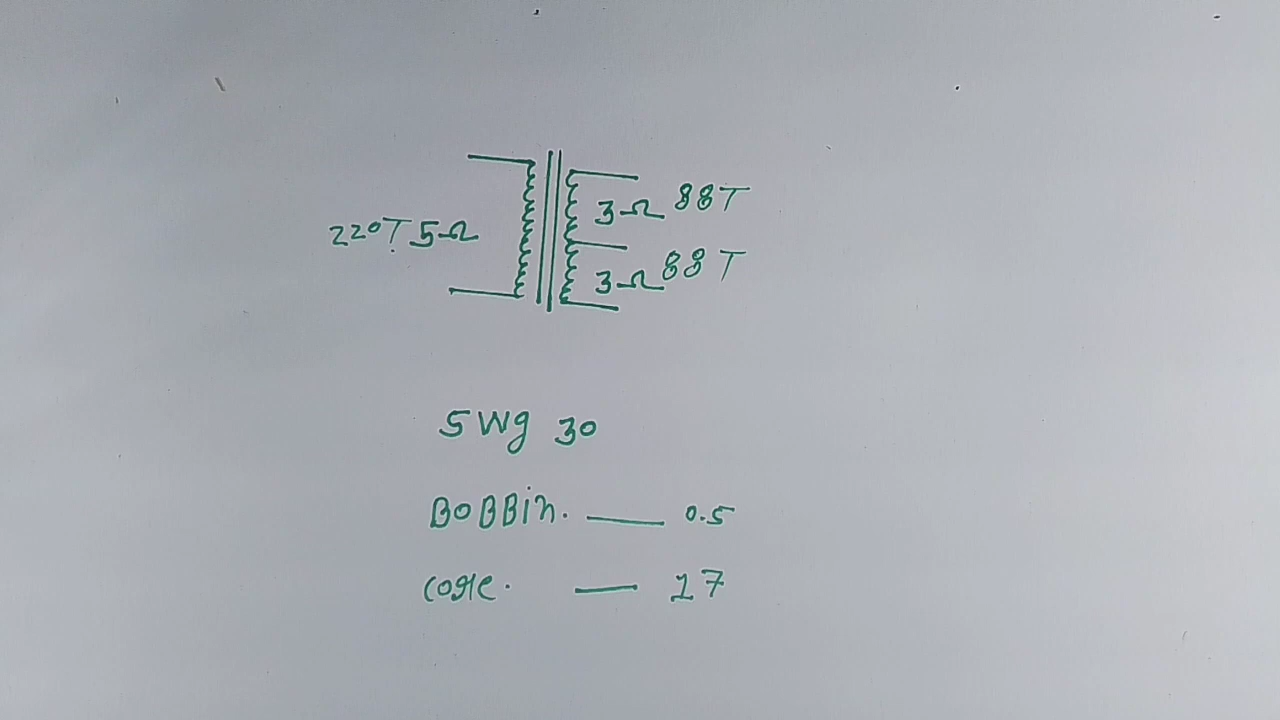 3Ω 88T
220T 5Ω
3Ω 88T
SWg 30
BOBBin. — 0.5
core. — 17